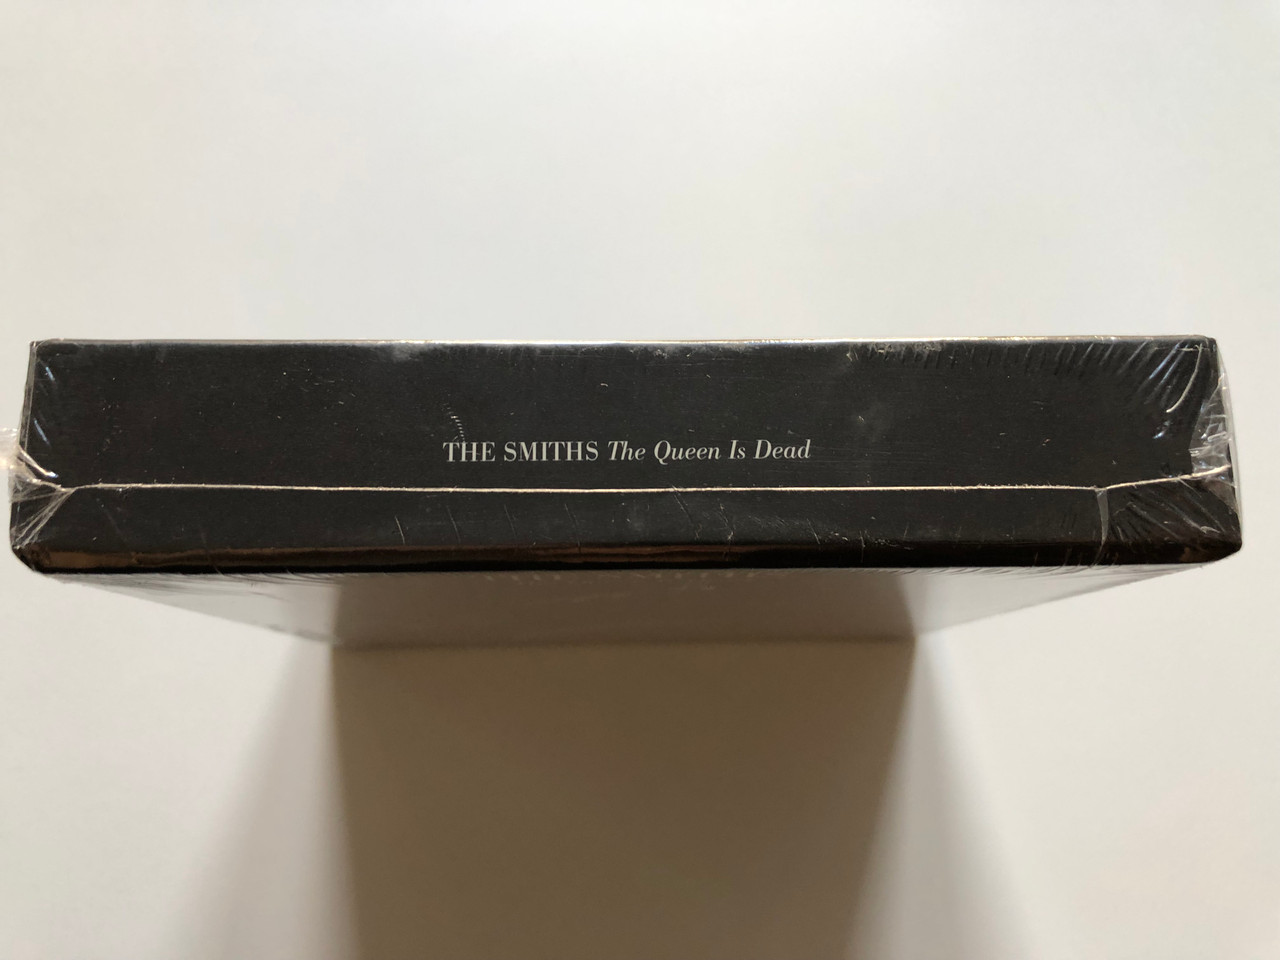 THE SMITHS The Queen Is Dead